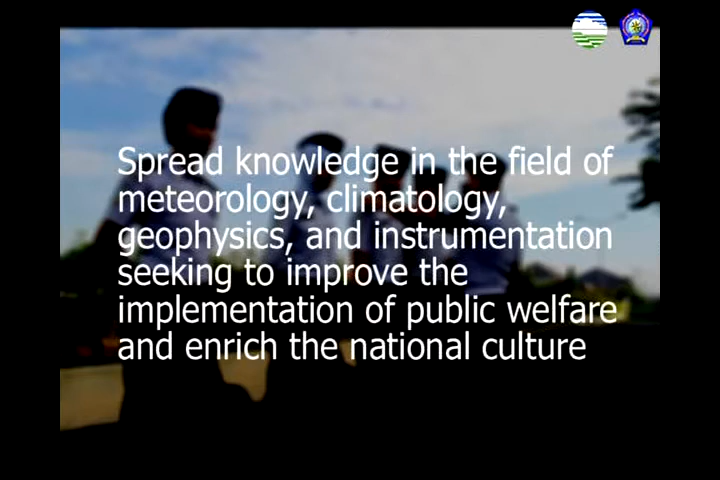 Spread knowledge in the field of
meteorology, climatology,
geophysics, and instrumentation
seeking to improve the
implementation of public welfare
and enrich the national culture